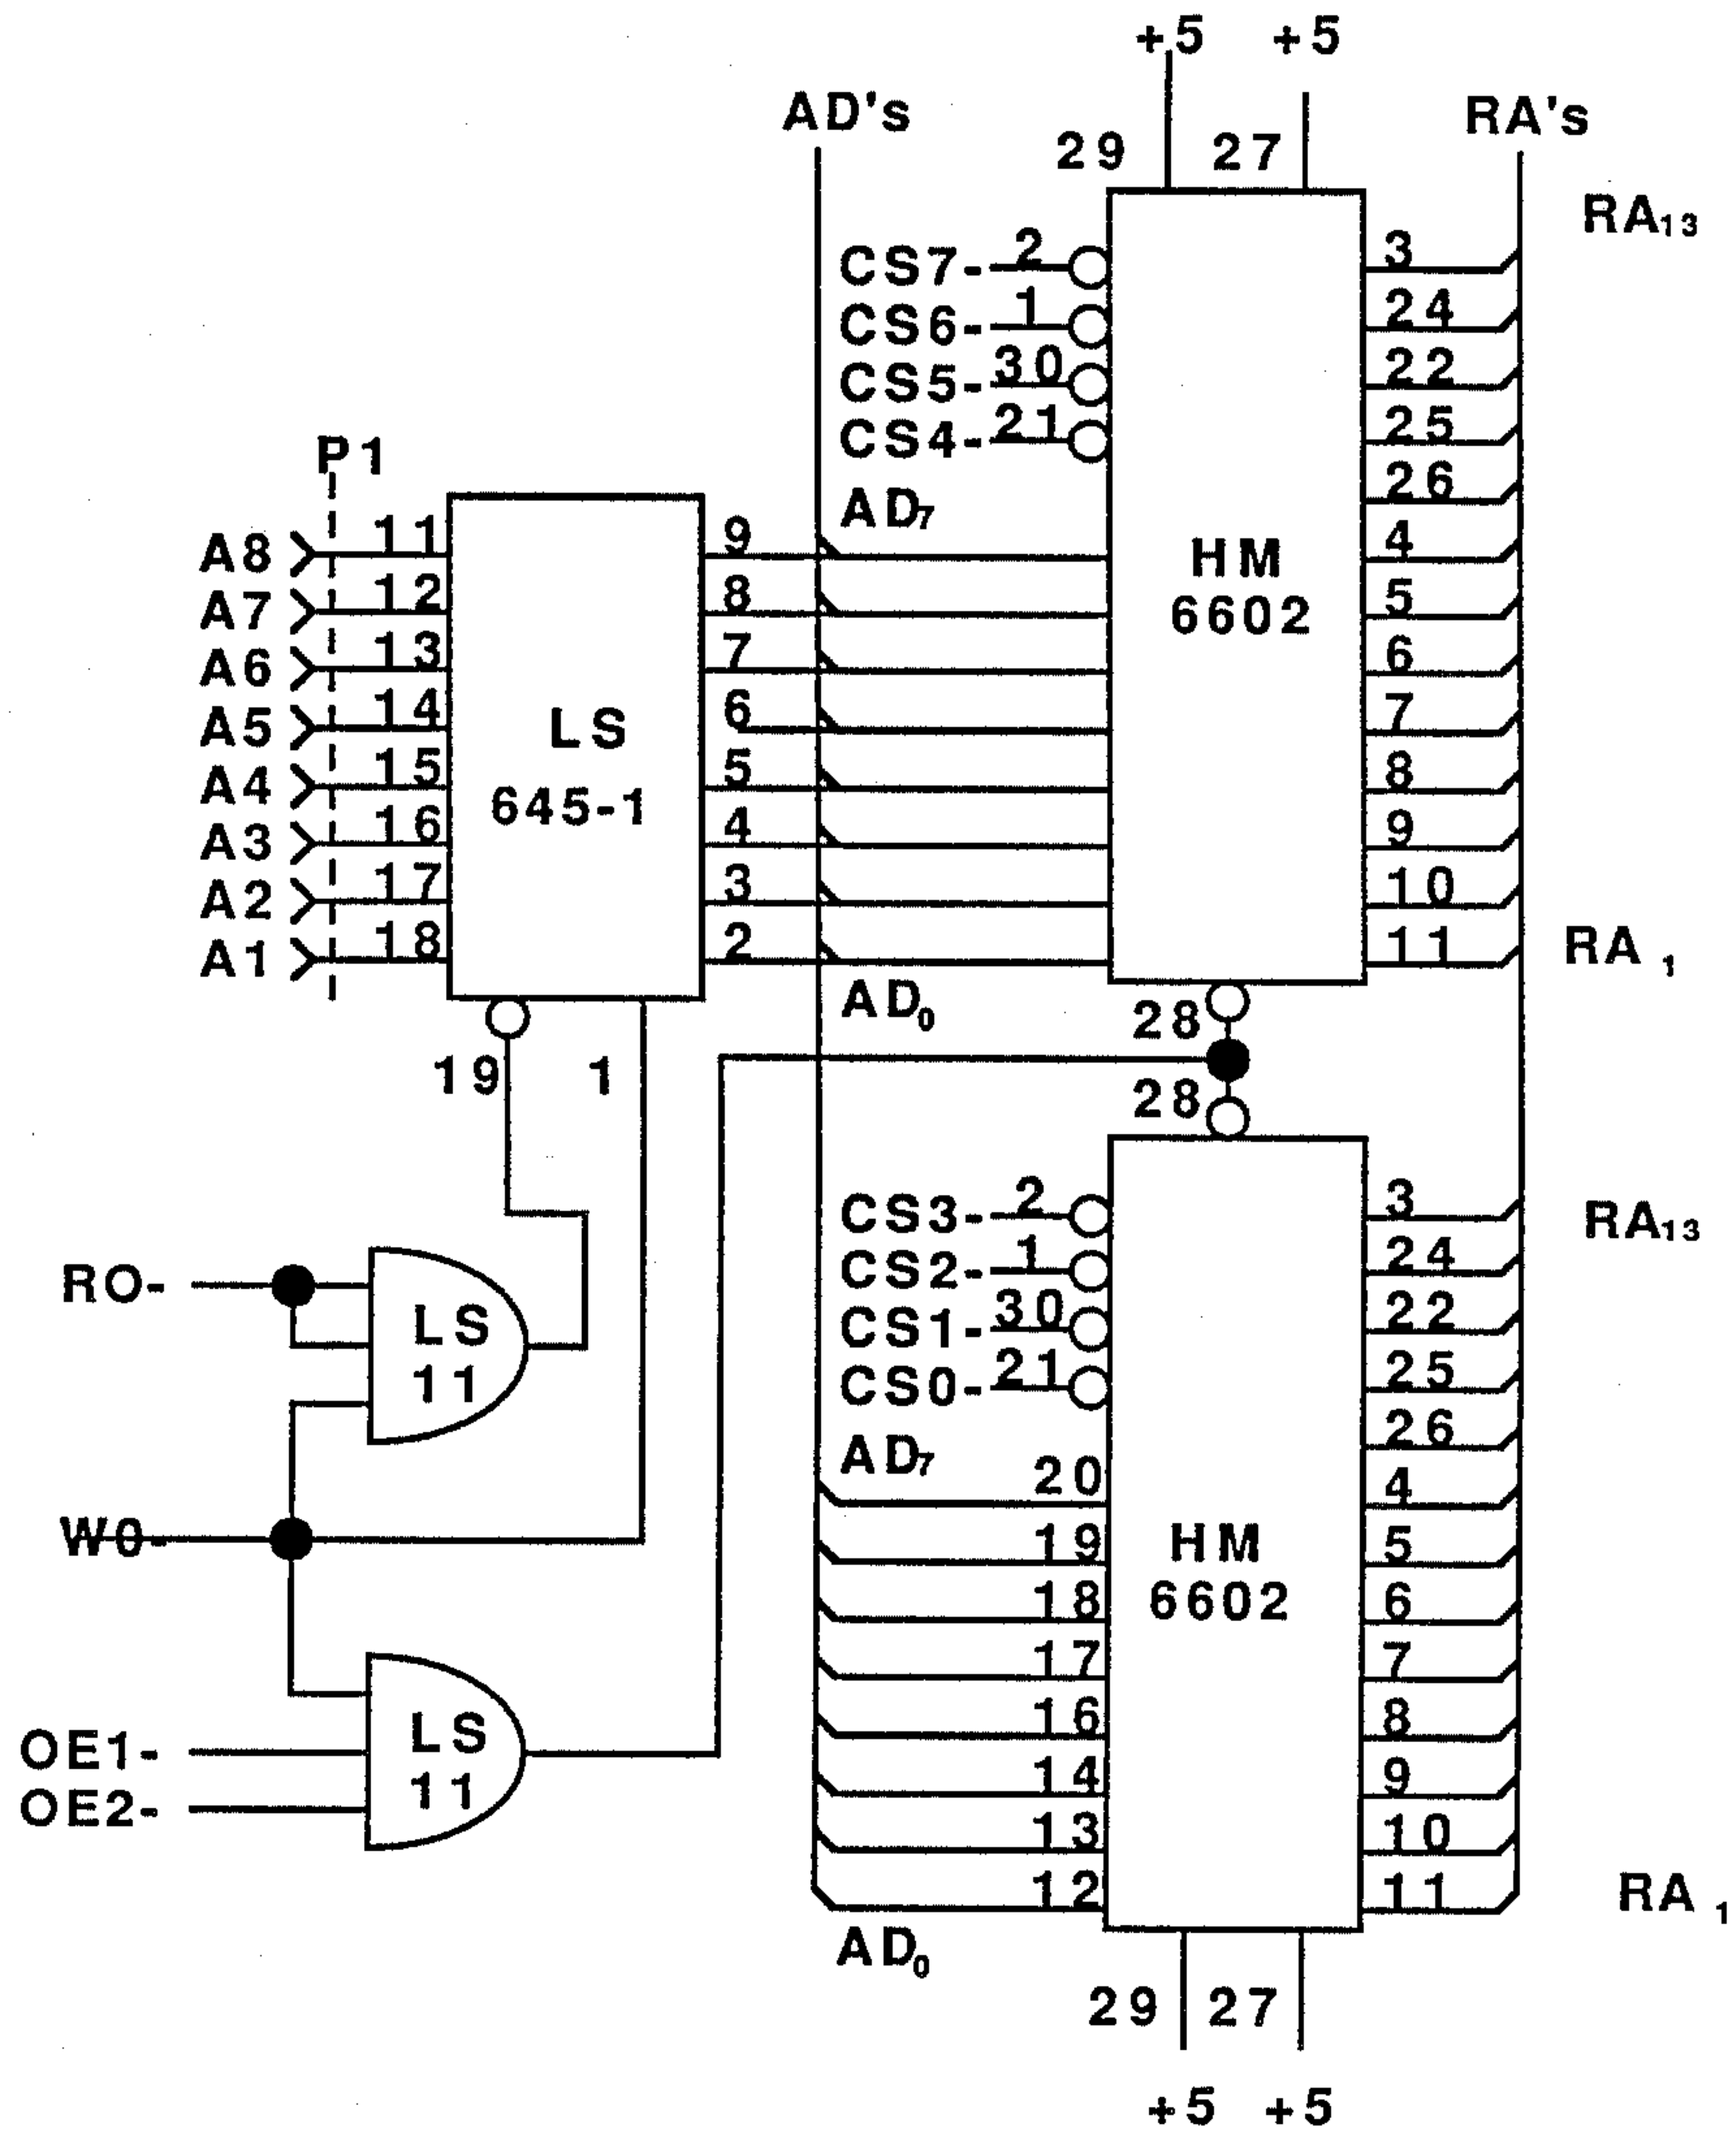 +5 +5
AD's
RA's
29 27
RA13
CS7- 2
CS6- 1
CS5- 30
CS4- 21
AD7
3
24
22
25
26
4
5
6
7
8
9
10
11
RA 1
HM
6602
P1
A8 11
A7 12
A6 13
A5 14
A4 15
A3 16
A2 17
A1 18
LS
645-1
9
8
7
6
5
4
3
2
AD0
19 1
28
28
CS3- 2
CS2- 1
CS1- 30
CS0- 21
AD7
20
19
18
17
16
14
13
12
AD0
HM
6602
RA13
3
24
22
25
26
4
5
6
7
8
9
10
11
RA 1
RO-
LS
11
W0-
OE1-
OE2-
LS
11
29 27
+5 +5